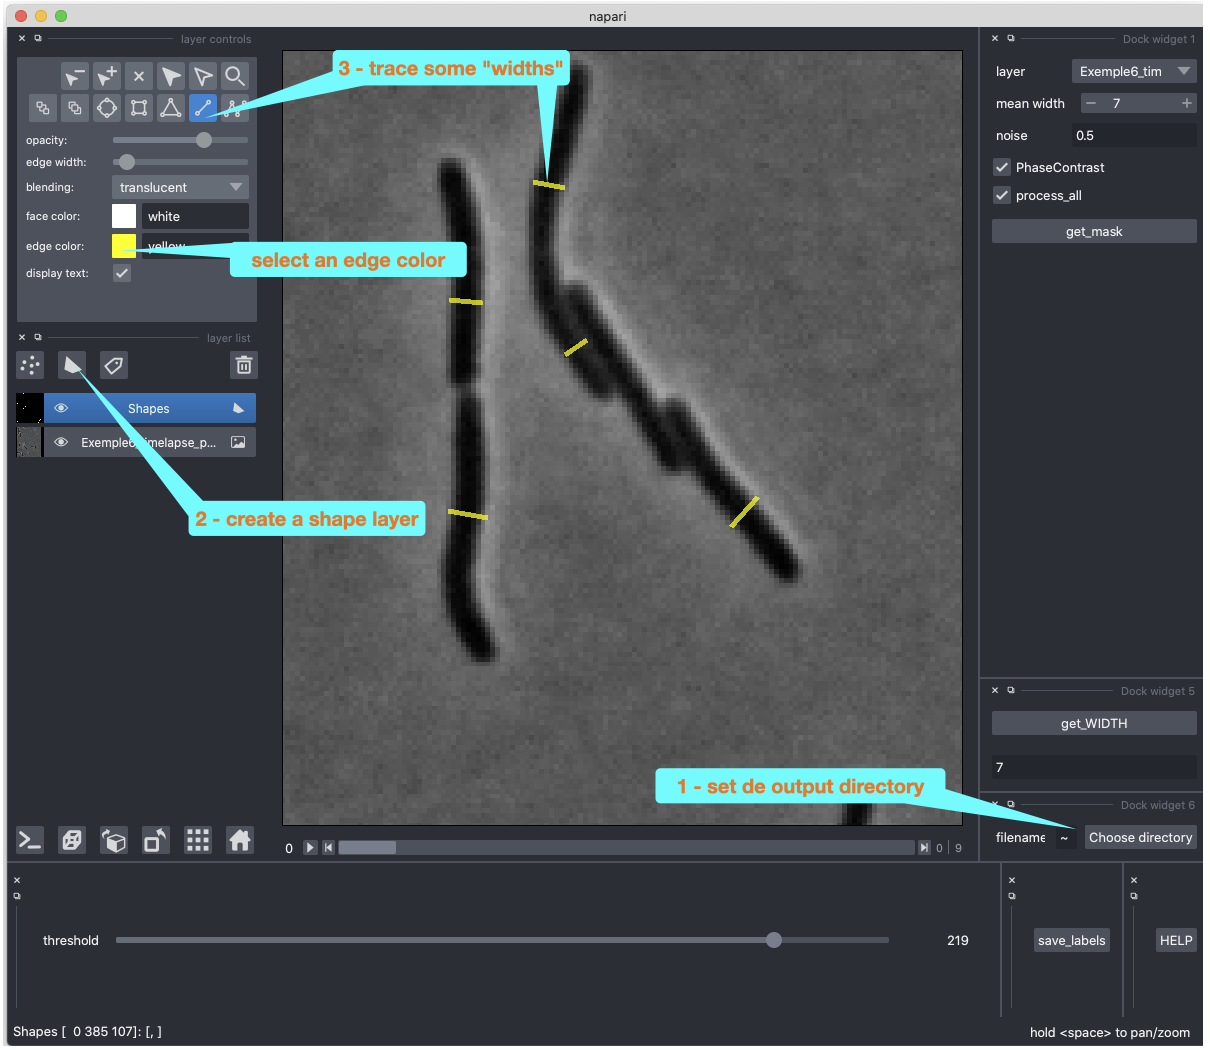 napari
layer controls
3 - trace some "widths"
opacity:
edge width:
blending:
translucent
face color:
white
edge color:
yellow
select an edge color
display text:
layer list
Shapes
Exemple6_timelapse_p...
2 - create a shape layer
Dock widget 1
layer
Exemple6_tim
mean width
7
noise
0.5
PhaseContrast
process_all
get_mask
Dock widget 5
get_WIDTH
7
1 - set de output directory
Dock widget 6
filename
~
Choose directory
0
0 | 9
threshold
219
save_labels
HELP
Shapes [  0 385 107]: [, ]
hold <space> to pan/zoom